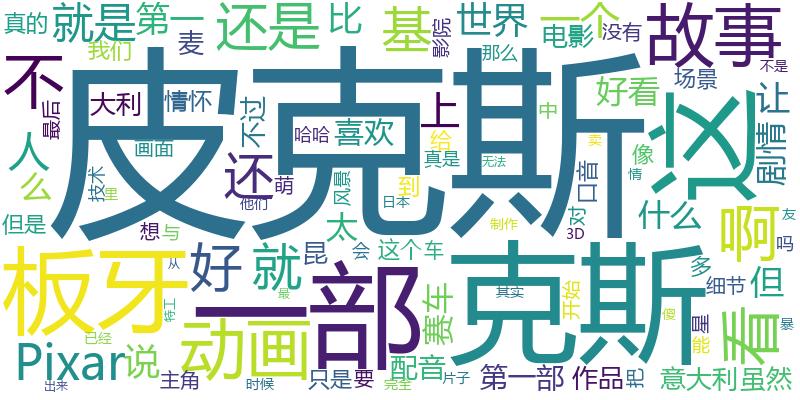 真的 就是 第一 还是 比 基 世界 一个 故事
我们 麦 影院 电影 没有
不 最后 大利 情怀 皮克斯 那么 场景 不是
人 画面 不过 哈哈 喜欢 上 给 中 卖 好看 让
么 技术 里 还 萌 风景 真是 无法 口音 像 这 剧情
但是 想 与 他们 太 到 日本 制作 对 3D 情 什么 友 吗
板牙 从 好 就 昆 会 这个 车 克斯 多 细节 啊 但
特工 一部 赛车 其实 开始 傻 星 能 看 暴
已经 动画 最
Pixar 说 主角 只是 要 配音 片子 第一部 作品 把 意大利 虽然
出来 时候 完全